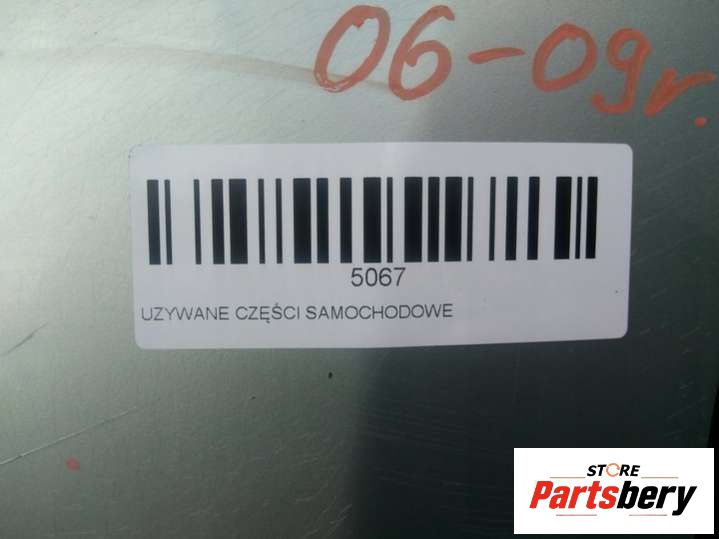 06-09r.
5067
UZYWANE CZĘŚCI SAMOCHODOWE
STORE
Partsbery